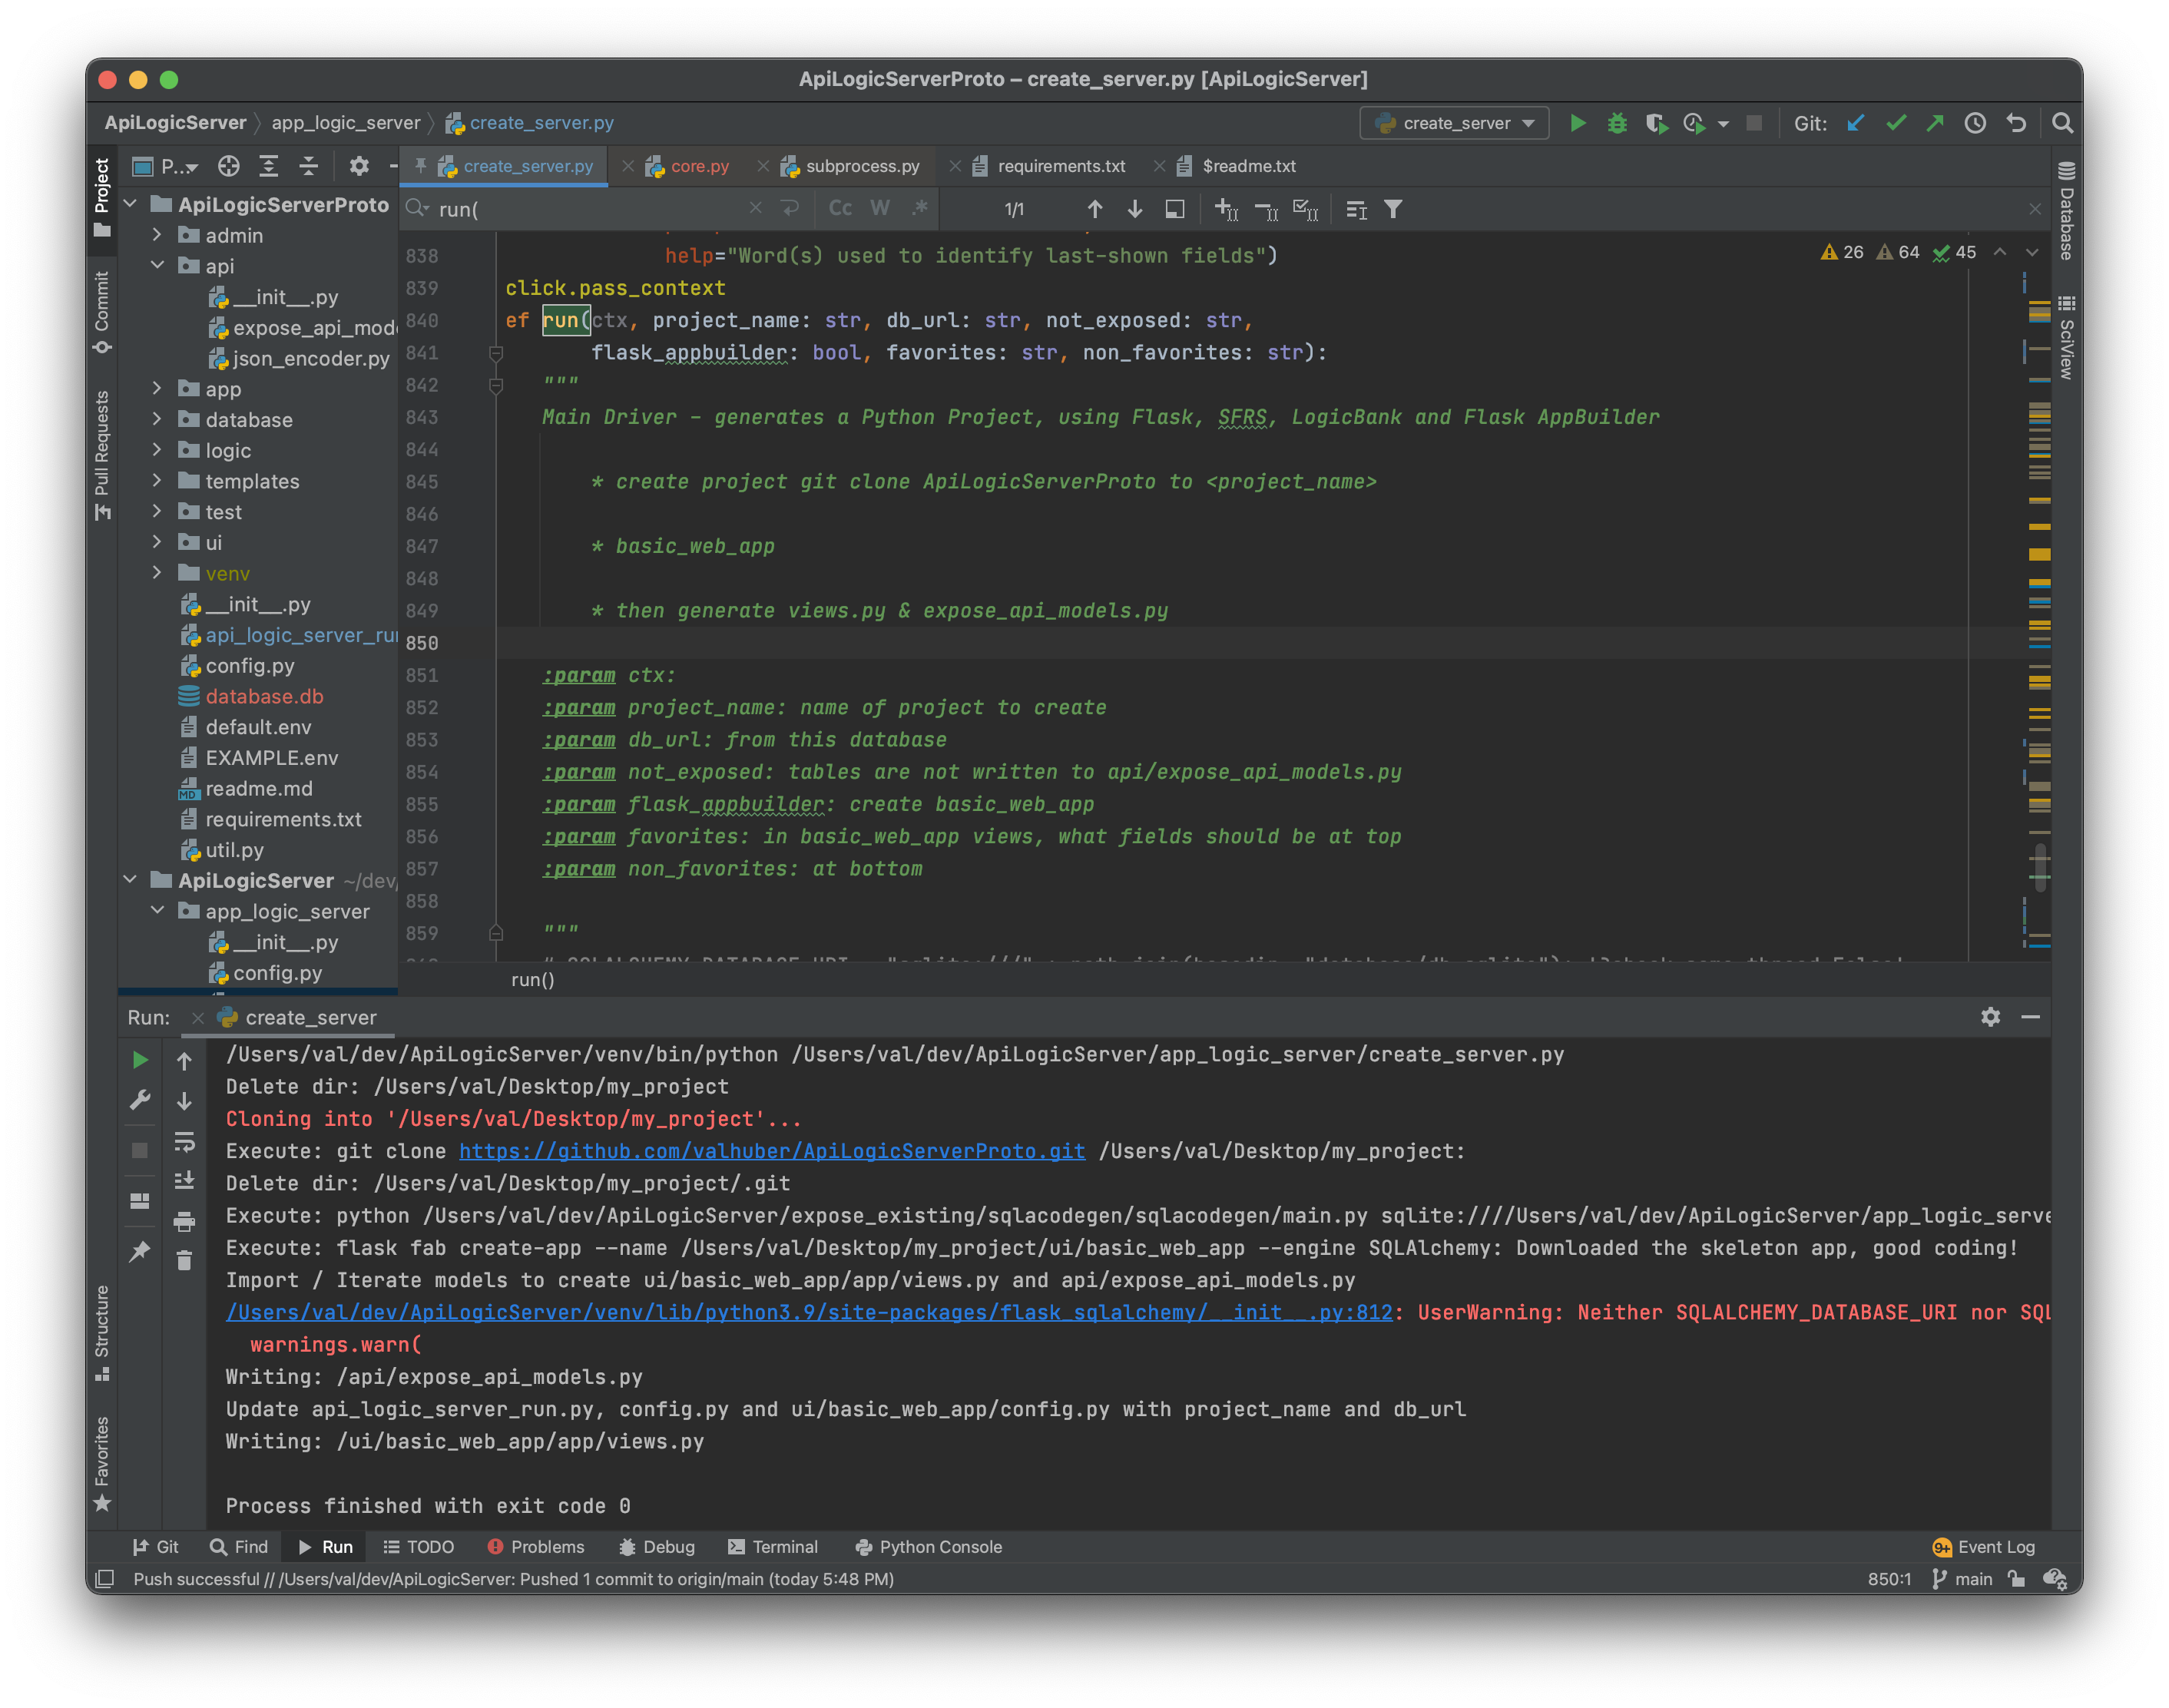 ApiLogicServerProto – create_server.py [ApiLogicServer]
ApiLogicServer
app_logic_server
create_server.py
create_server
Git:
Project
Commit
Pull Requests
Structure
Favorites
Database
SciView
P...
create_server.py
core.py
subprocess.py
requirements.txt
$readme.txt
run(
Cc
W
.*
1/1
ApiLogicServerProto
admin
api
__init__.py
expose_api_mod
json_encoder.py
app
database
logic
templates
test
ui
venv
__init__.py
api_logic_server_ru
config.py
database.db
default.env
EXAMPLE.env
readme.md
requirements.txt
util.py
ApiLogicServer ~/dev/
app_logic_server
__init__.py
config.py
26 64 45
838 help="Word(s) used to identify last-shown fields")
839 click.pass_context
840 ef run(ctx, project_name: str, db_url: str, not_exposed: str,
841 flask_appbuilder: bool, favorites: str, non_favorites: str):
842 """
843 Main Driver - generates a Python Project, using Flask, SFRS, LogicBank and Flask AppBuilder
844
845 * create project git clone ApiLogicServerProto to <project_name>
846
847 * basic_web_app
848
849 * then generate views.py & expose_api_models.py
850
851 :param ctx:
852 :param project_name: name of project to create
853 :param db_url: from this database
854 :param not_exposed: tables are not written to api/expose_api_models.py
855 :param flask_appbuilder: create basic_web_app
856 :param favorites: in basic_web_app views, what fields should be at top
857 :param non_favorites: at bottom
858
859 """
run()
Run:
create_server
/Users/val/dev/ApiLogicServer/venv/bin/python /Users/val/dev/ApiLogicServer/app_logic_server/create_server.py
Delete dir: /Users/val/Desktop/my_project
Cloning into '/Users/val/Desktop/my_project'...
Execute: git clone https://github.com/valhuber/ApiLogicServerProto.git /Users/val/Desktop/my_project:
Delete dir: /Users/val/Desktop/my_project/.git
Execute: python /Users/val/dev/ApiLogicServer/expose_existing/sqlacodegen/sqlacodegen/main.py sqlite:////Users/val/dev/ApiLogicServer/app_logic_serve
Execute: flask fab create-app --name /Users/val/Desktop/my_project/ui/basic_web_app --engine SQLAlchemy: Downloaded the skeleton app, good coding!
Import / Iterate models to create ui/basic_web_app/app/views.py and api/expose_api_models.py
/Users/val/dev/ApiLogicServer/venv/lib/python3.9/site-packages/flask_sqlalchemy/__init__.py:812: UserWarning: Neither SQLALCHEMY_DATABASE_URI nor SQL
warnings.warn(
Writing: /api/expose_api_models.py
Update api_logic_server_run.py, config.py and ui/basic_web_app/config.py with project_name and db_url
Writing: /ui/basic_web_app/app/views.py
Process finished with exit code 0
Git
Find
Run
TODO
Problems
Debug
Terminal
Python Console
9+ Event Log
Push successful // /Users/val/dev/ApiLogicServer: Pushed 1 commit to origin/main (today 5:48 PM)
850:1
main